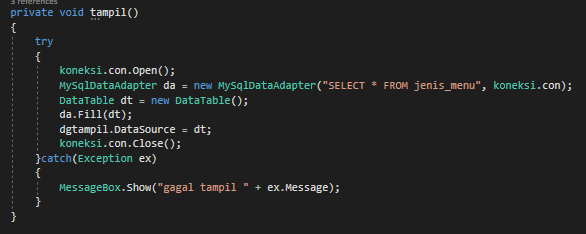 3 references
private void tampil()
{
try
{
koneksi.con.Open();
MySqlDataAdapter da = new MySqlDataAdapter("SELECT * FROM jenis_menu", koneksi.con);
DataTable dt = new DataTable();
da.Fill(dt);
dgtampil.DataSource = dt;
koneksi.con.Close();
}catch(Exception ex)
{
MessageBox.Show("gagal tampil " + ex.Message);
}
}